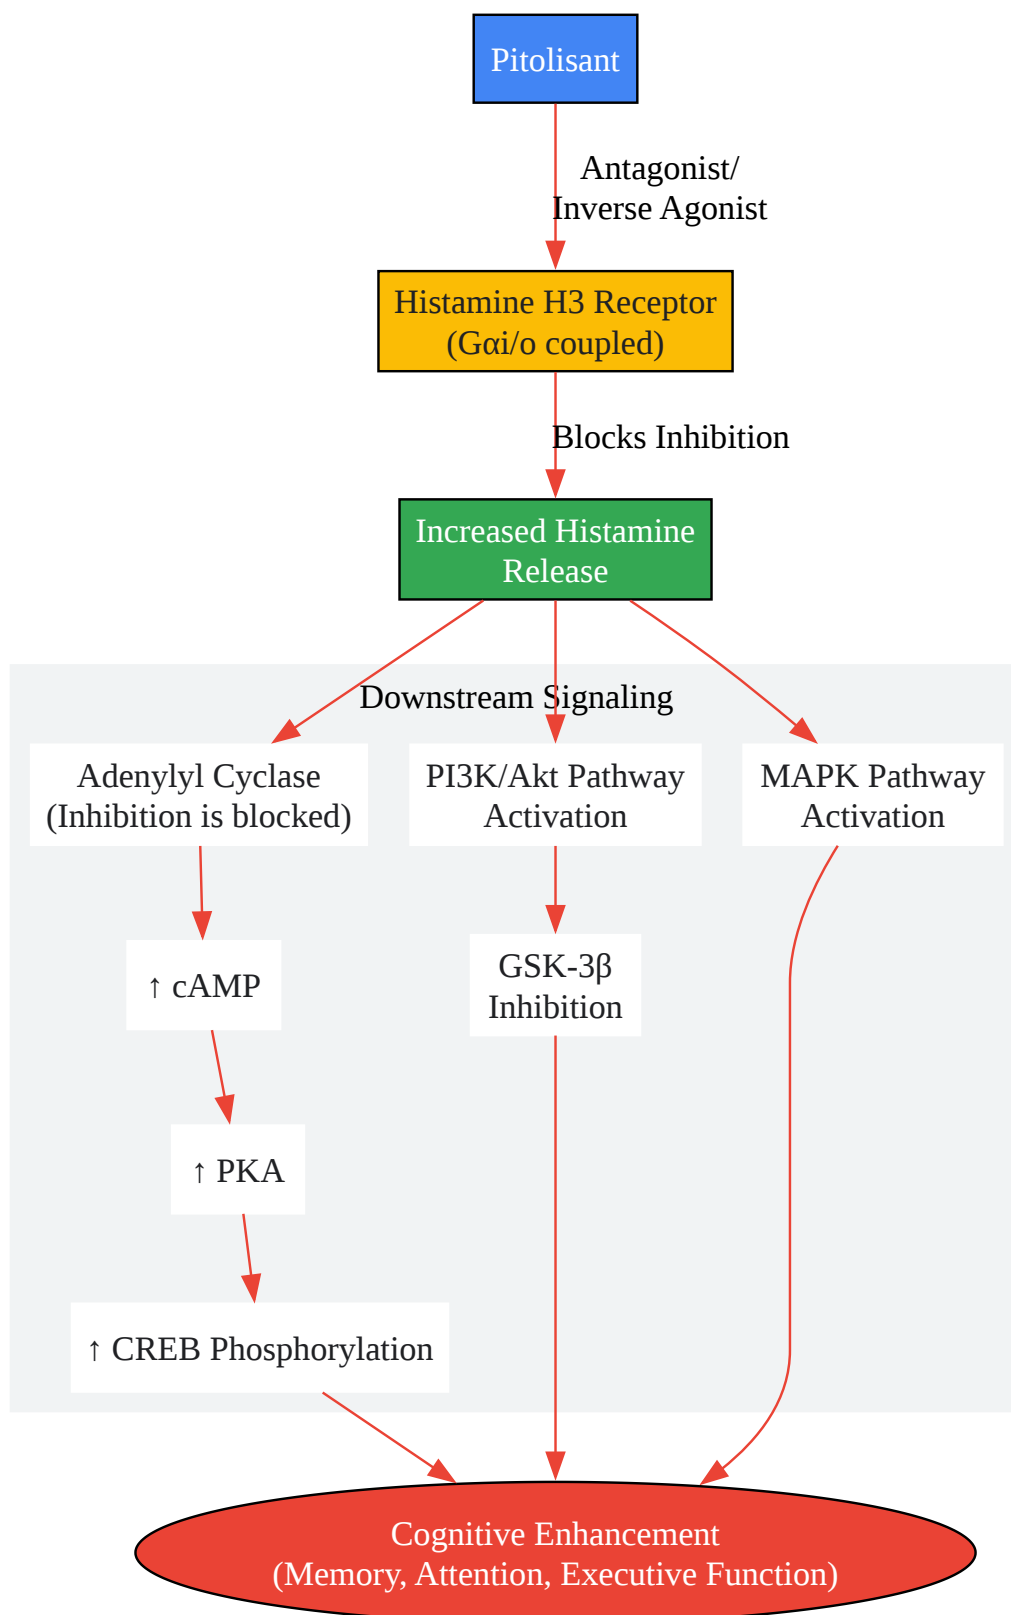 Pitolisant
Antagonist/
Inverse Agonist
Histamine H3 Receptor
(Gαi/o coupled)
Blocks Inhibition
Increased Histamine
Release
Downstream Signaling
Adenylyl Cyclase
(Inhibition is blocked)
PI3K/Akt Pathway
Activation
MAPK Pathway
Activation
↑ cAMP
GSK-3β
Inhibition
↑ PKA
↑ CREB Phosphorylation
Cognitive Enhancement
(Memory, Attention, Executive Function)